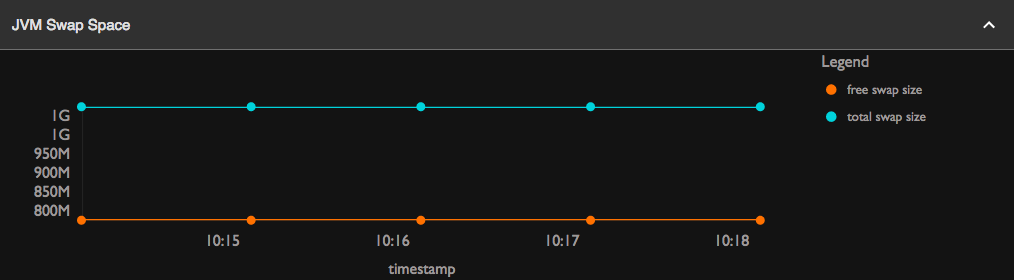 JVM Swap Space
Legend
free swap size
total swap size
1G
1G
950M
900M
850M
800M
10:15 10:16 10:17 10:18
timestamp